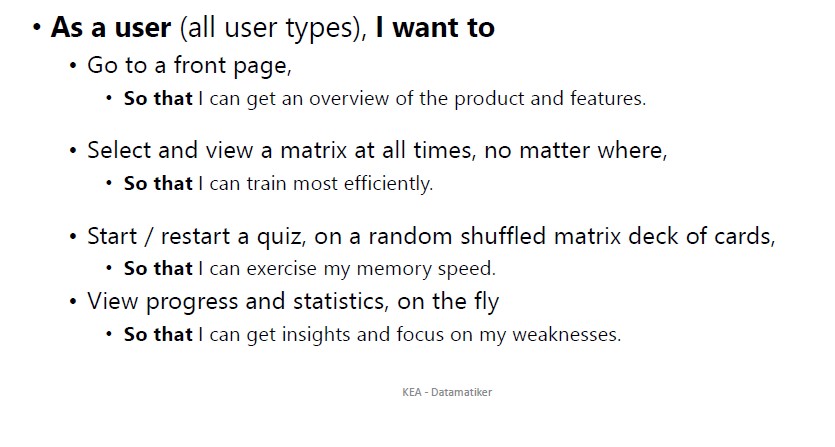 • As a user (all user types), I want to
• Go to a front page,
• So that I can get an overview of the product and features.
• Select and view a matrix at all times, no matter where,
• So that I can train most efficiently.
• Start / restart a quiz, on a random shuffled matrix deck of cards,
• So that I can exercise my memory speed.
• View progress and statistics, on the fly
• So that I can get insights and focus on my weaknesses.
KEA - Datamatiker